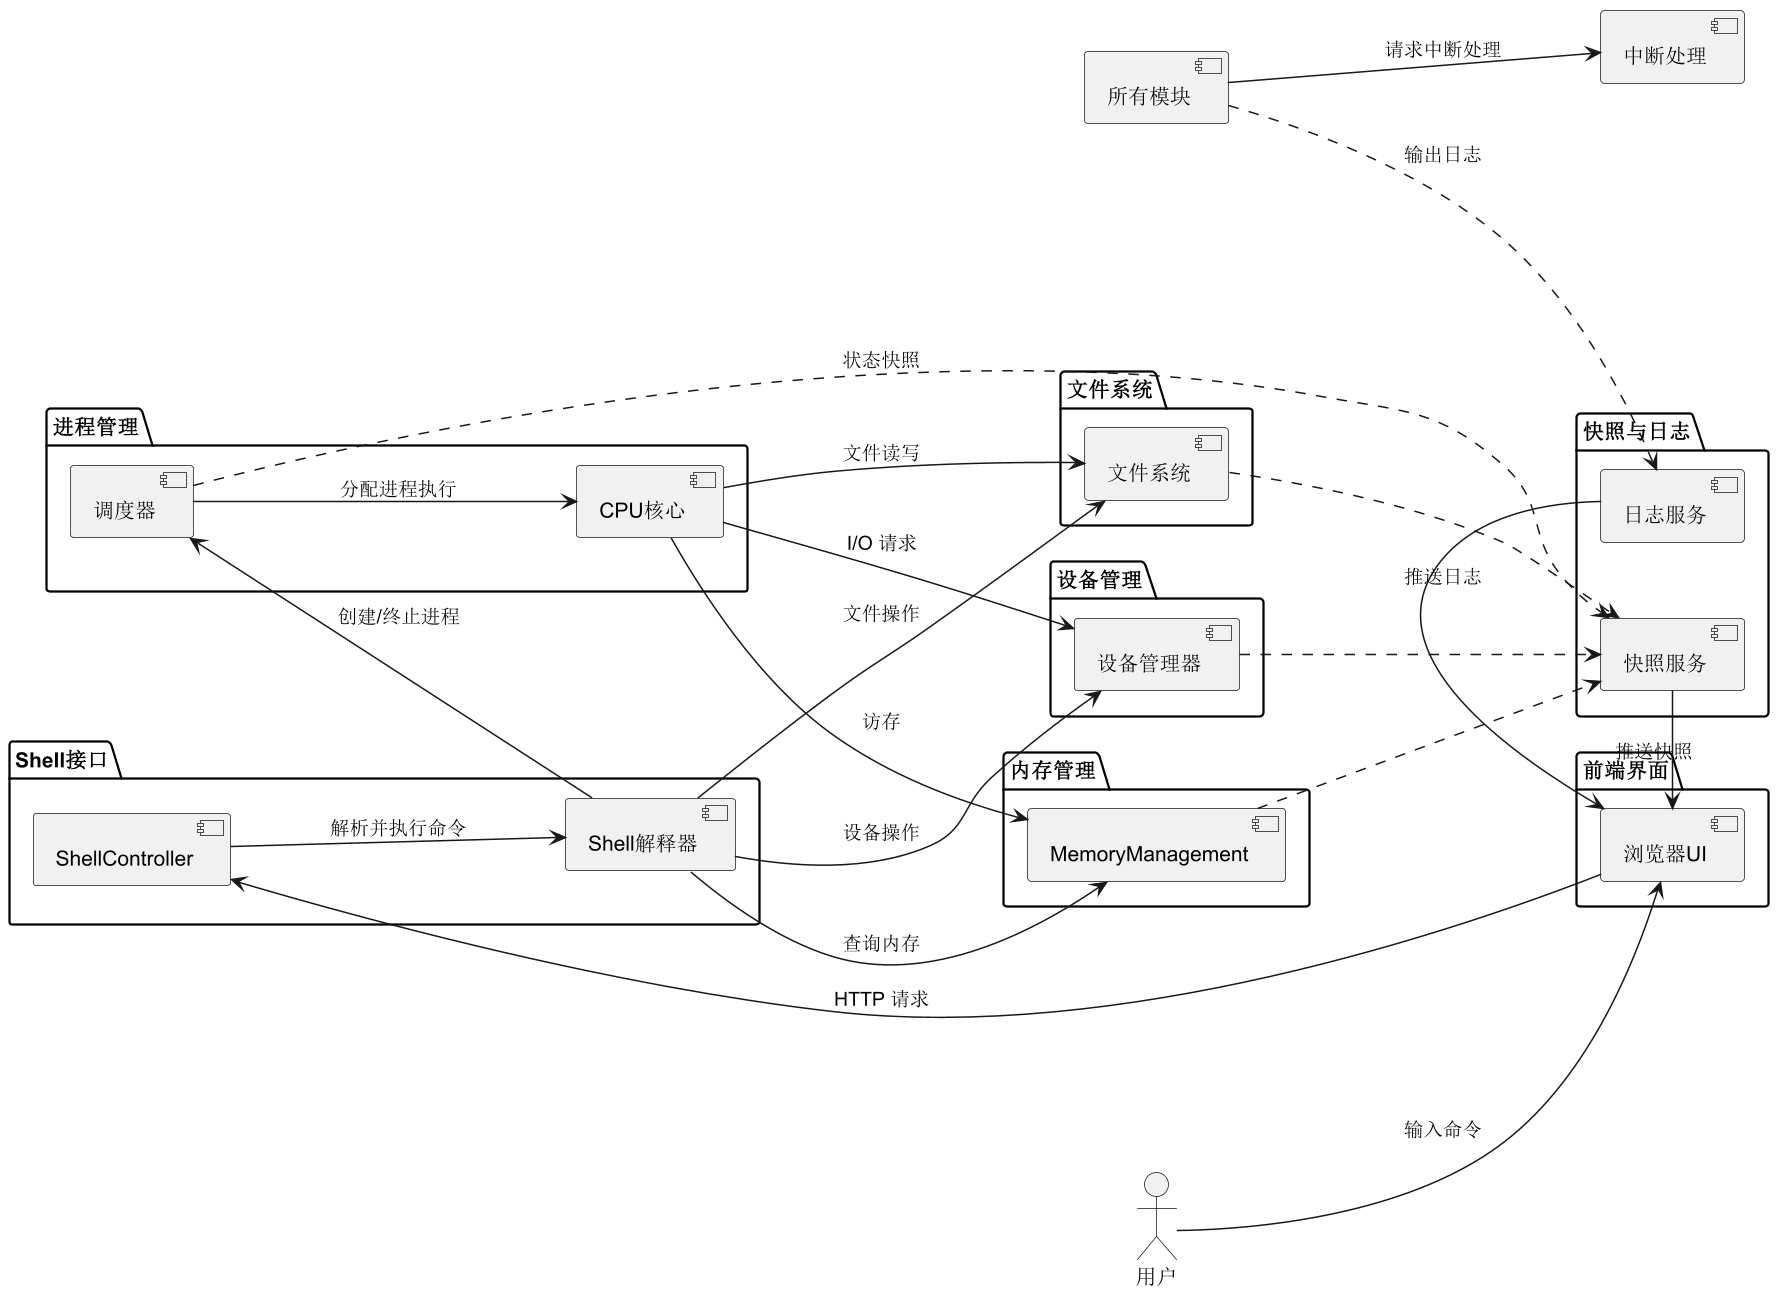 中断处理
请求中断处理
所有模块
输出日志
状态快照
文件系统
进程管理
快照与日志
文件读写
文件系统
分配进程执行
调度器
CPU核心
日志服务
I/O 请求
设备管理
推送日志
创建/终止进程
文件操作
设备管理器
快照服务
访存
推送快照
Shell接口
内存管理
前端界面
解析并执行命令
设备操作
Shell解释器
ShellController
MemoryManagement
浏览器UI
查询内存
HTTP 请求
输入命令
用户